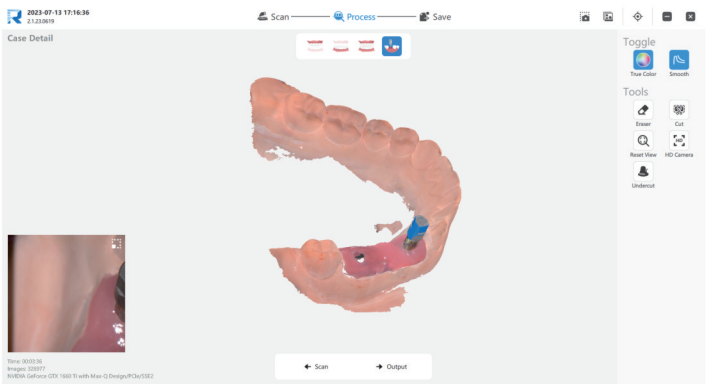 2023-07-13 17:16:36
2.1.23.0619
Scan
Process
Save
Case Detail
Toggle
True Color
Smooth
Tools
Eraser
Cut
Reset View
HD
HD Camera
Undercut
Time: 00:03:36
Images: 328977
NVIDIA GeForce GTX 1660 Ti with Max-Q Design/PCIe/SSE2
← Scan
→ Output